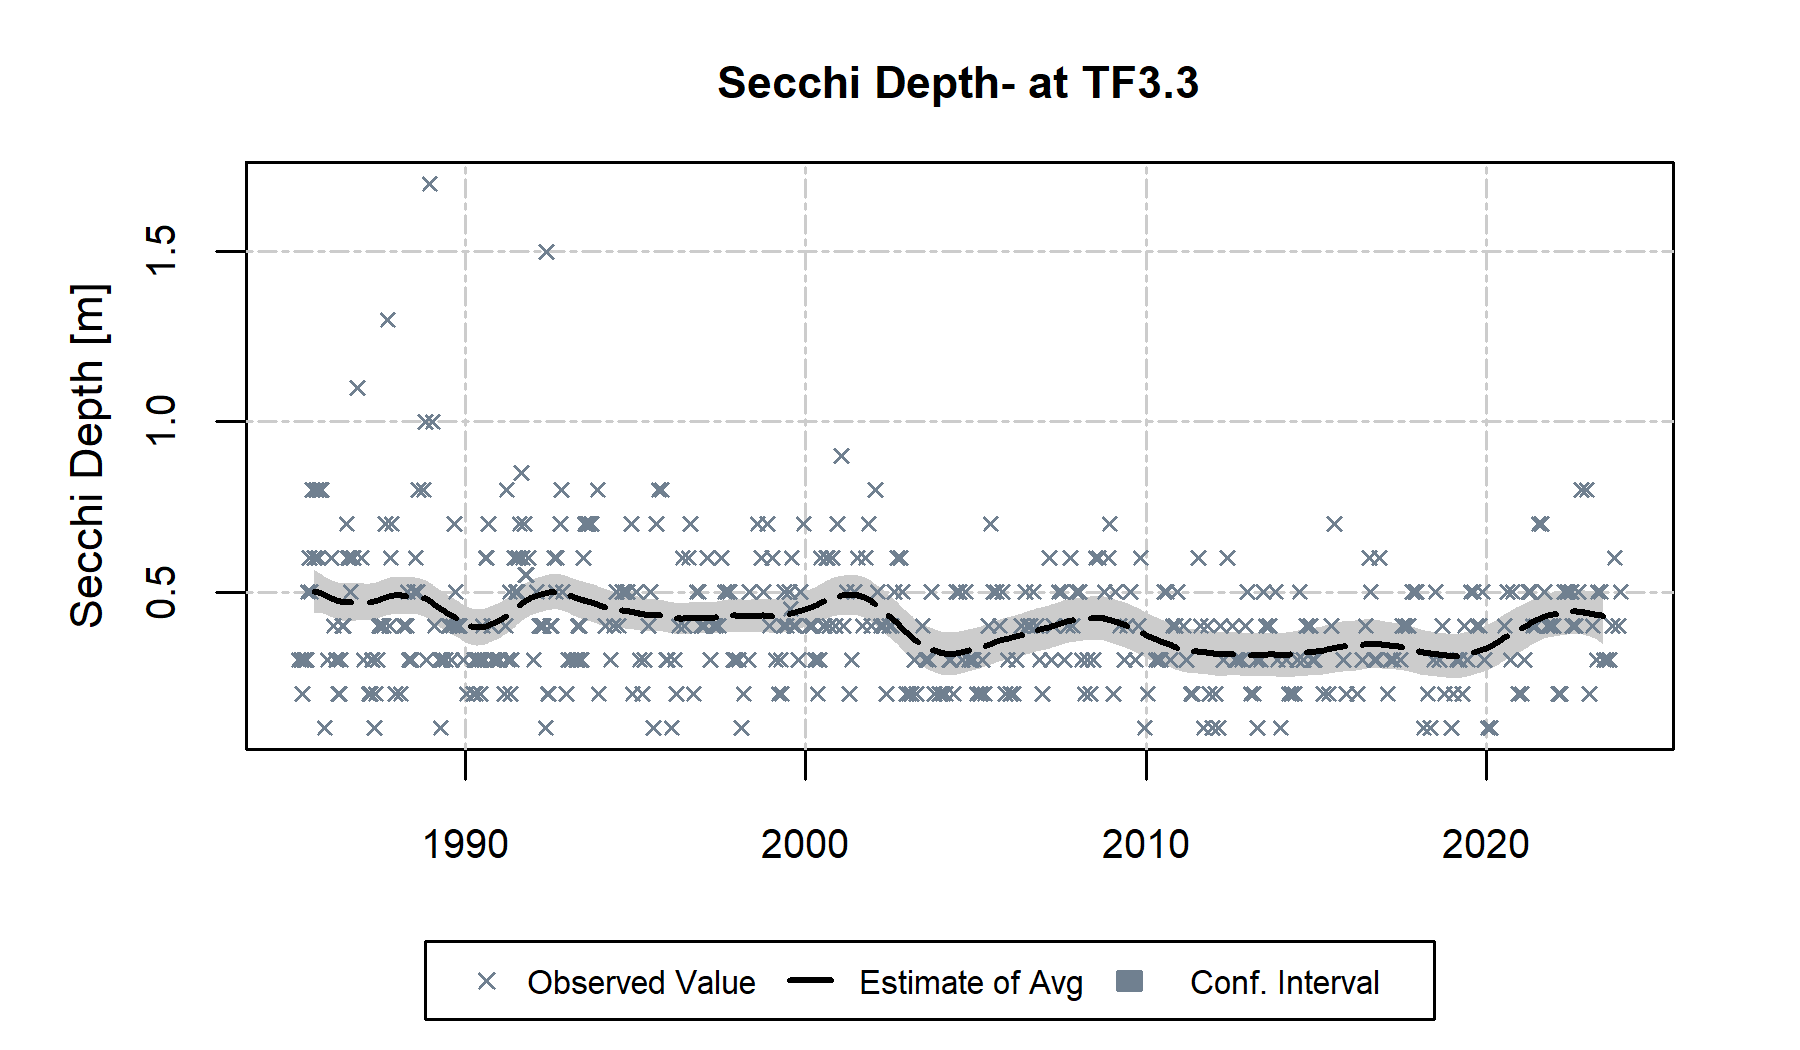 Secchi Depth- at TF3.3
Secchi Depth [m]
1.5
1.0
0.5
1990 2000 2010 2020
Observed Value Estimate of Avg Conf. Interval